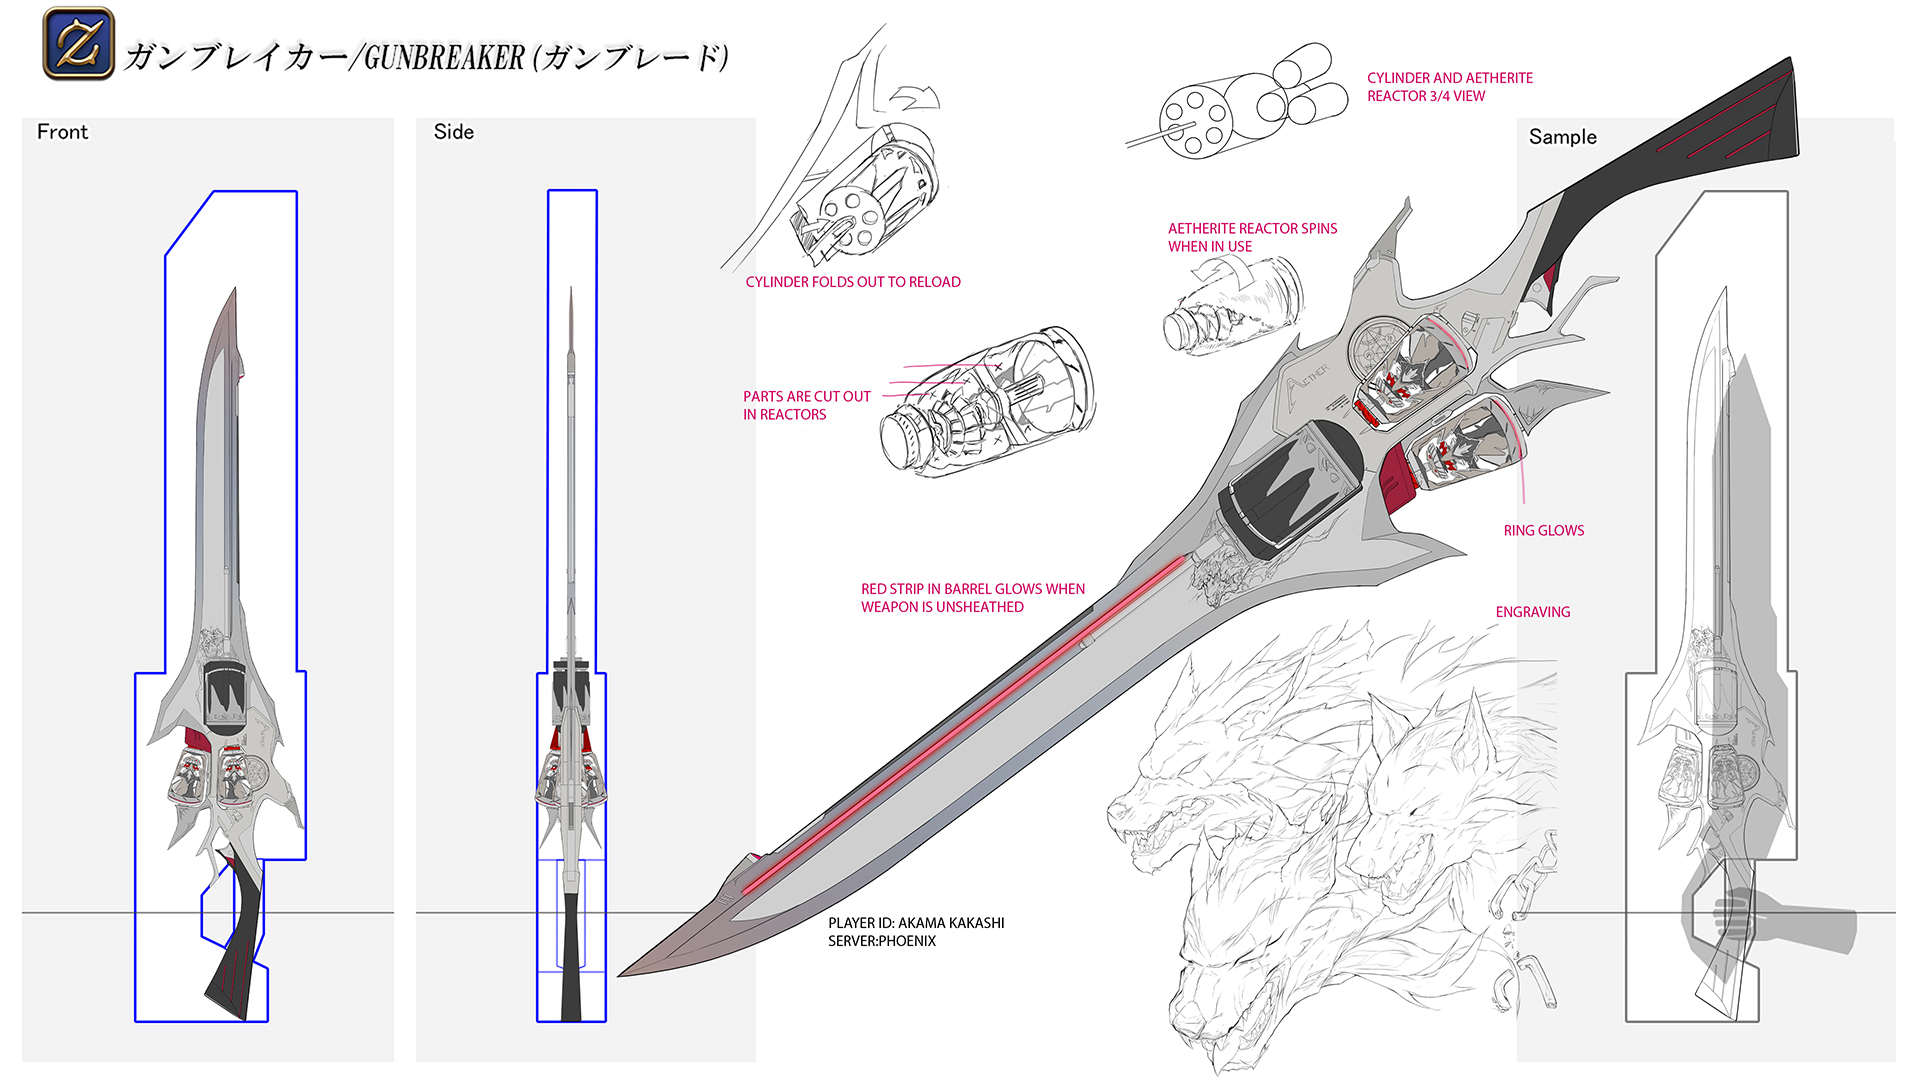 ガンブレイカー/GUNBREAKER (ガンブレード)
Front
Side
Sample
CYLINDER FOLDS OUT TO RELOAD
CYLINDER AND AETHERITE
REACTOR 3/4 VIEW
AETHERITE REACTOR SPINS
WHEN IN USE
PARTS ARE CUT OUT
IN REACTORS
AETHER
RING GLOWS
RED STRIP IN BARREL GLOWS WHEN
WEAPON IS UNSHEATHED
ENGRAVING
PLAYER ID: AKAMA KAKASHI
SERVER:PHOENIX